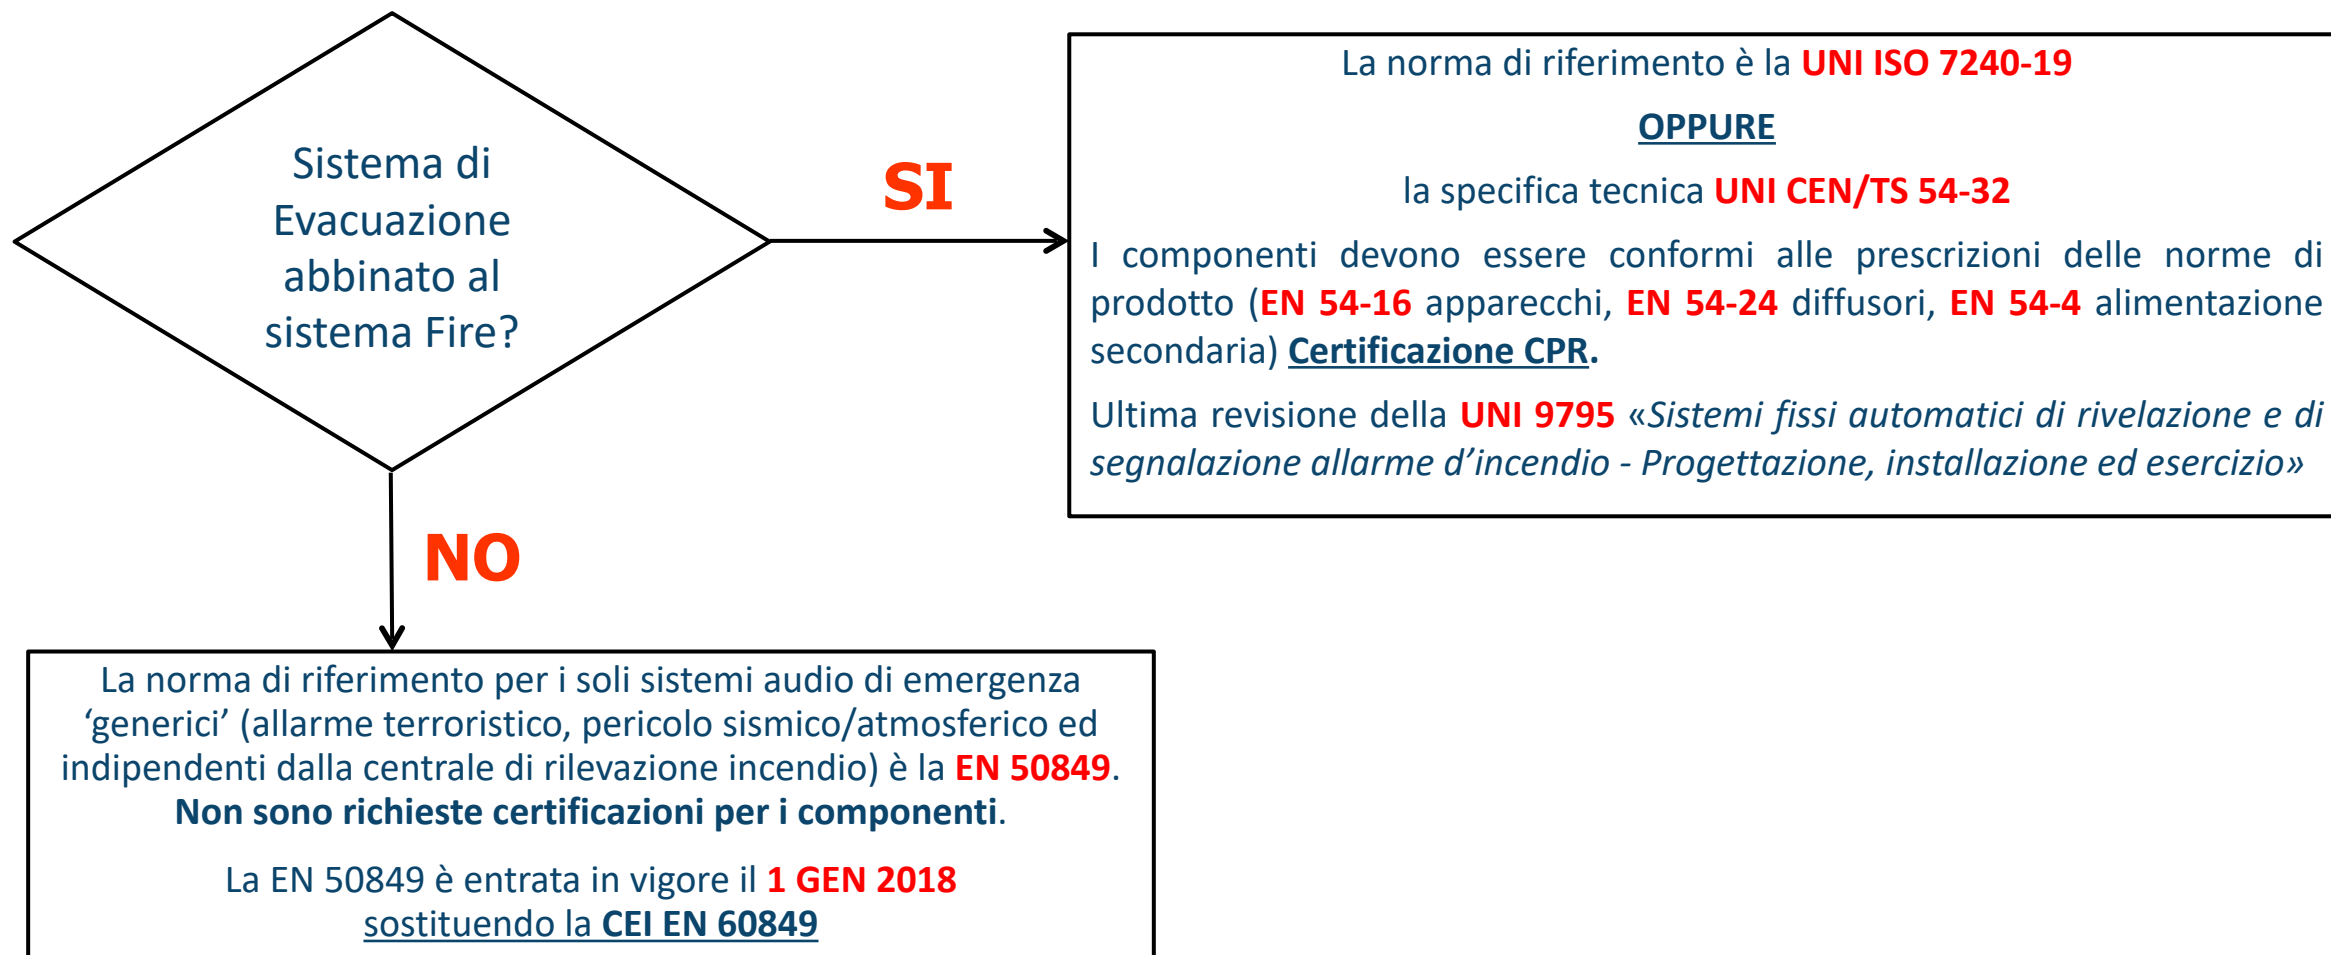 Sistema di
Evacuazione
abbinato al
sistema Fire?
SI
La norma di riferimento è la UNI ISO 7240-19
OPPURE
la specifica tecnica UNI CEN/TS 54-32
I componenti devono essere conformi alle prescrizioni delle norme di
prodotto (EN 54-16 apparecchi, EN 54-24 diffusori, EN 54-4 alimentazione
secondaria) Certificazione CPR.
Ultima revisione della UNI 9795 «Sistemi fissi automatici di rivelazione e di
segnalazione allarme d’incendio - Progettazione, installazione ed esercizio»
NO
La norma di riferimento per i soli sistemi audio di emergenza
‘generici’ (allarme terroristico, pericolo sismico/atmosferico ed
indipendenti dalla centrale di rilevazione incendio) è la EN 50849.
Non sono richieste certificazioni per i componenti.
La EN 50849 è entrata in vigore il 1 GEN 2018
sostituendo la CEI EN 60849